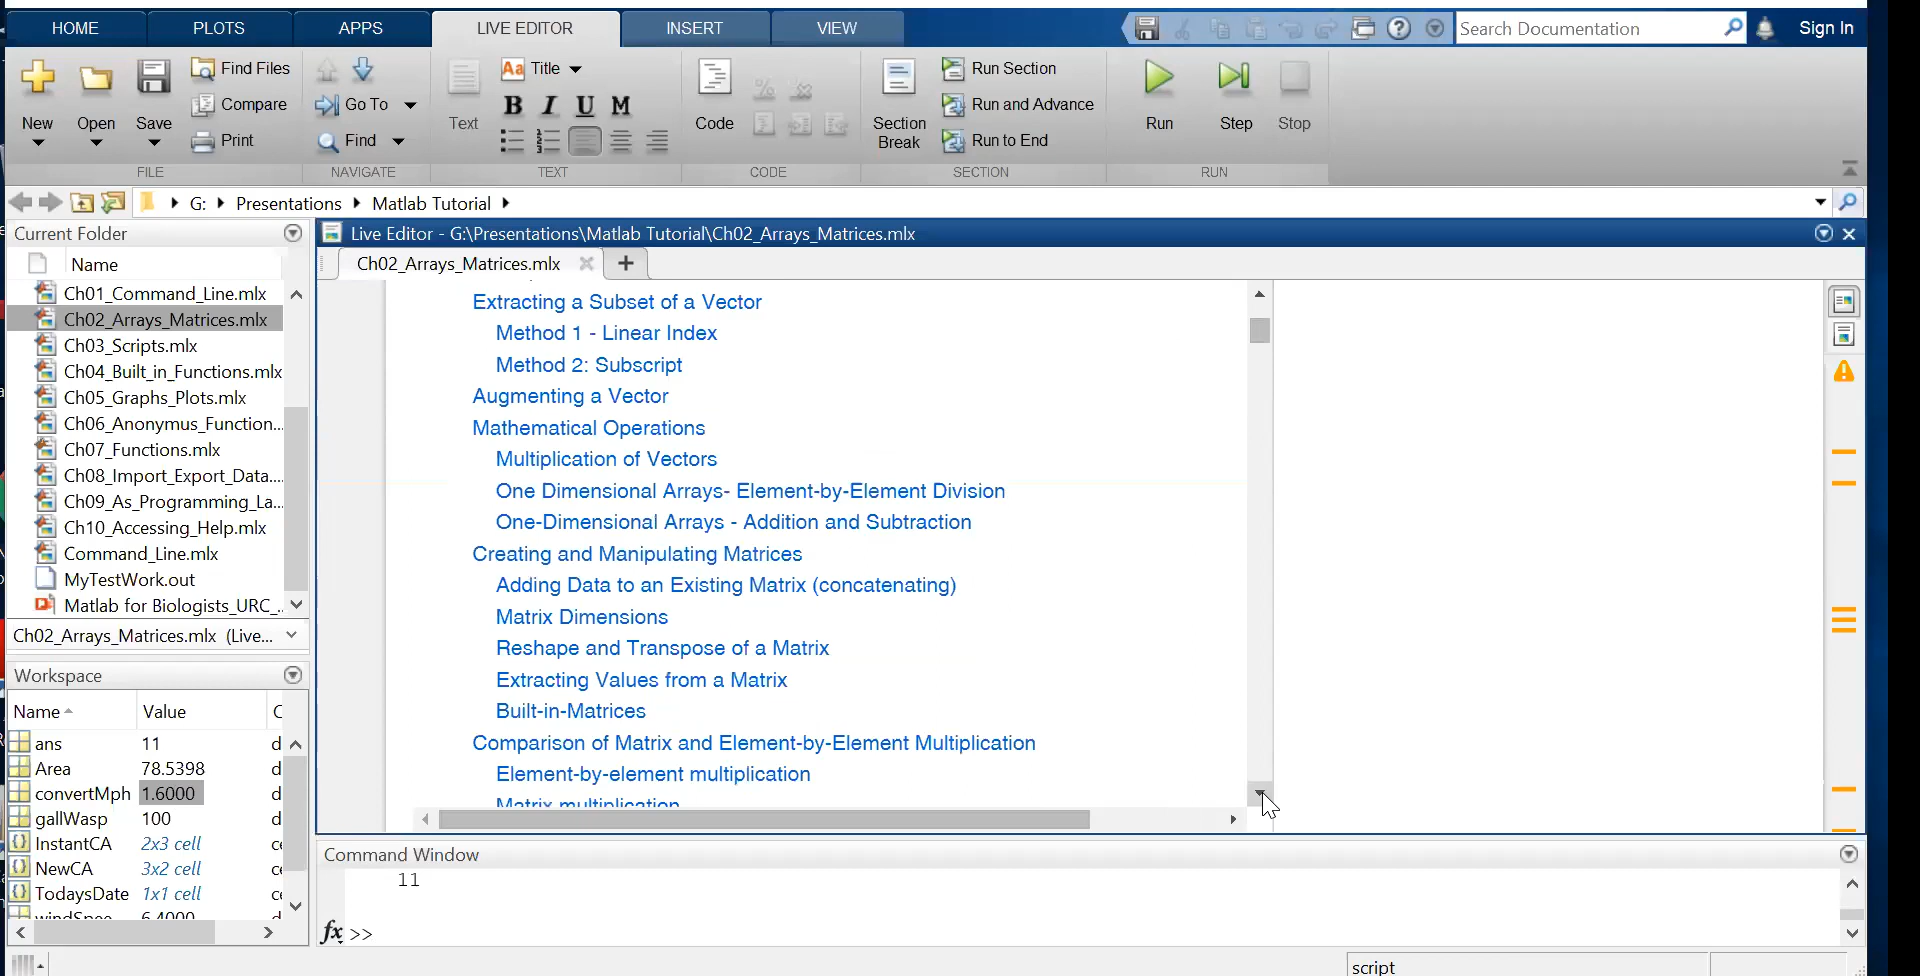 HOME PLOTS APPS LIVE EDITOR INSERT VIEW Search Documentation Sign In
New Open Save Find Files Compare Print
FILE
Go To Find
NAVIGATE
Text Aa Title
B I U M
TEXT
Code
CODE
Section Break Run Section Run and Advance Run to End
SECTION
Run Step Stop
RUN
G: Presentations Matlab Tutorial
Current Folder
Name
Ch01_Command_Line.mlx
Ch02_Arrays_Matrices.mlx
Ch03_Scripts.mlx
Ch04_Built_in_Functions.mlx
Ch05_Graphs_Plots.mlx
Ch06_Anonymus_Function...
Ch07_Functions.mlx
Ch08_Import_Export_Data....
Ch09_As_Programming_La...
Ch10_Accessing_Help.mlx
Command_Line.mlx
MyTestWork.out
Matlab for Biologists_URC_...
Ch02_Arrays_Matrices.mlx (Live...
Workspace
Name Value C
ans 11 d
Area 78.5398 d
convertMph 1.6000 d
gallWasp 100 d
InstantCA 2x3 cell ce
NewCA 3x2 cell ce
TodaysDate 1x1 cell ce
windSpee 6.4000 d
Live Editor - G:\Presentations\Matlab Tutorial\Ch02_Arrays_Matrices.mlx
Ch02_Arrays_Matrices.mlx
Extracting a Subset of a Vector
Method 1 - Linear Index
Method 2: Subscript
Augmenting a Vector
Mathematical Operations
Multiplication of Vectors
One Dimensional Arrays- Element-by-Element Division
One-Dimensional Arrays - Addition and Subtraction
Creating and Manipulating Matrices
Adding Data to an Existing Matrix (concatenating)
Matrix Dimensions
Reshape and Transpose of a Matrix
Extracting Values from a Matrix
Built-in-Matrices
Comparison of Matrix and Element-by-Element Multiplication
Element-by-element multiplication
Matrix multiplication
Command Window
11
fx >>
script